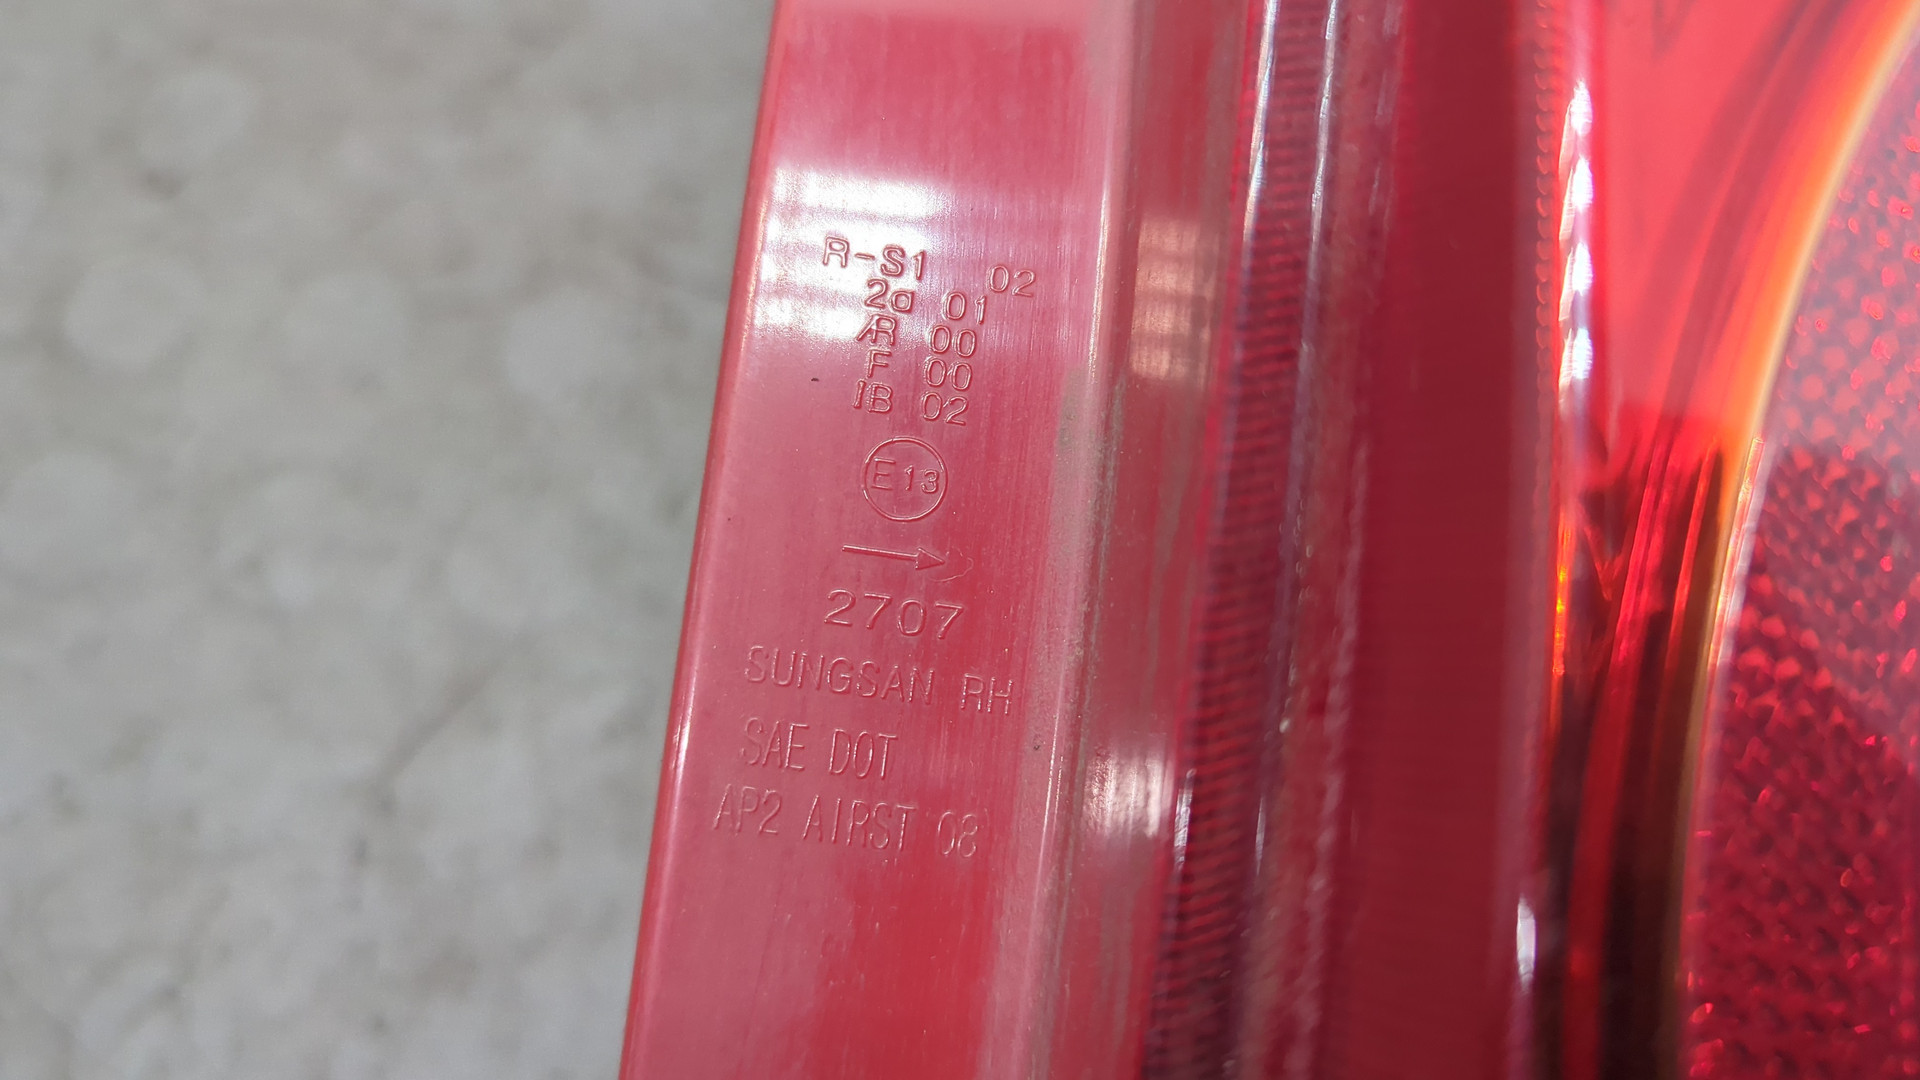 R-S1 02
2a 01
AR 00
F 00
IB 02
E13
2707
SUNGSAN RH
SAE DOT
AP2 AIRST 08